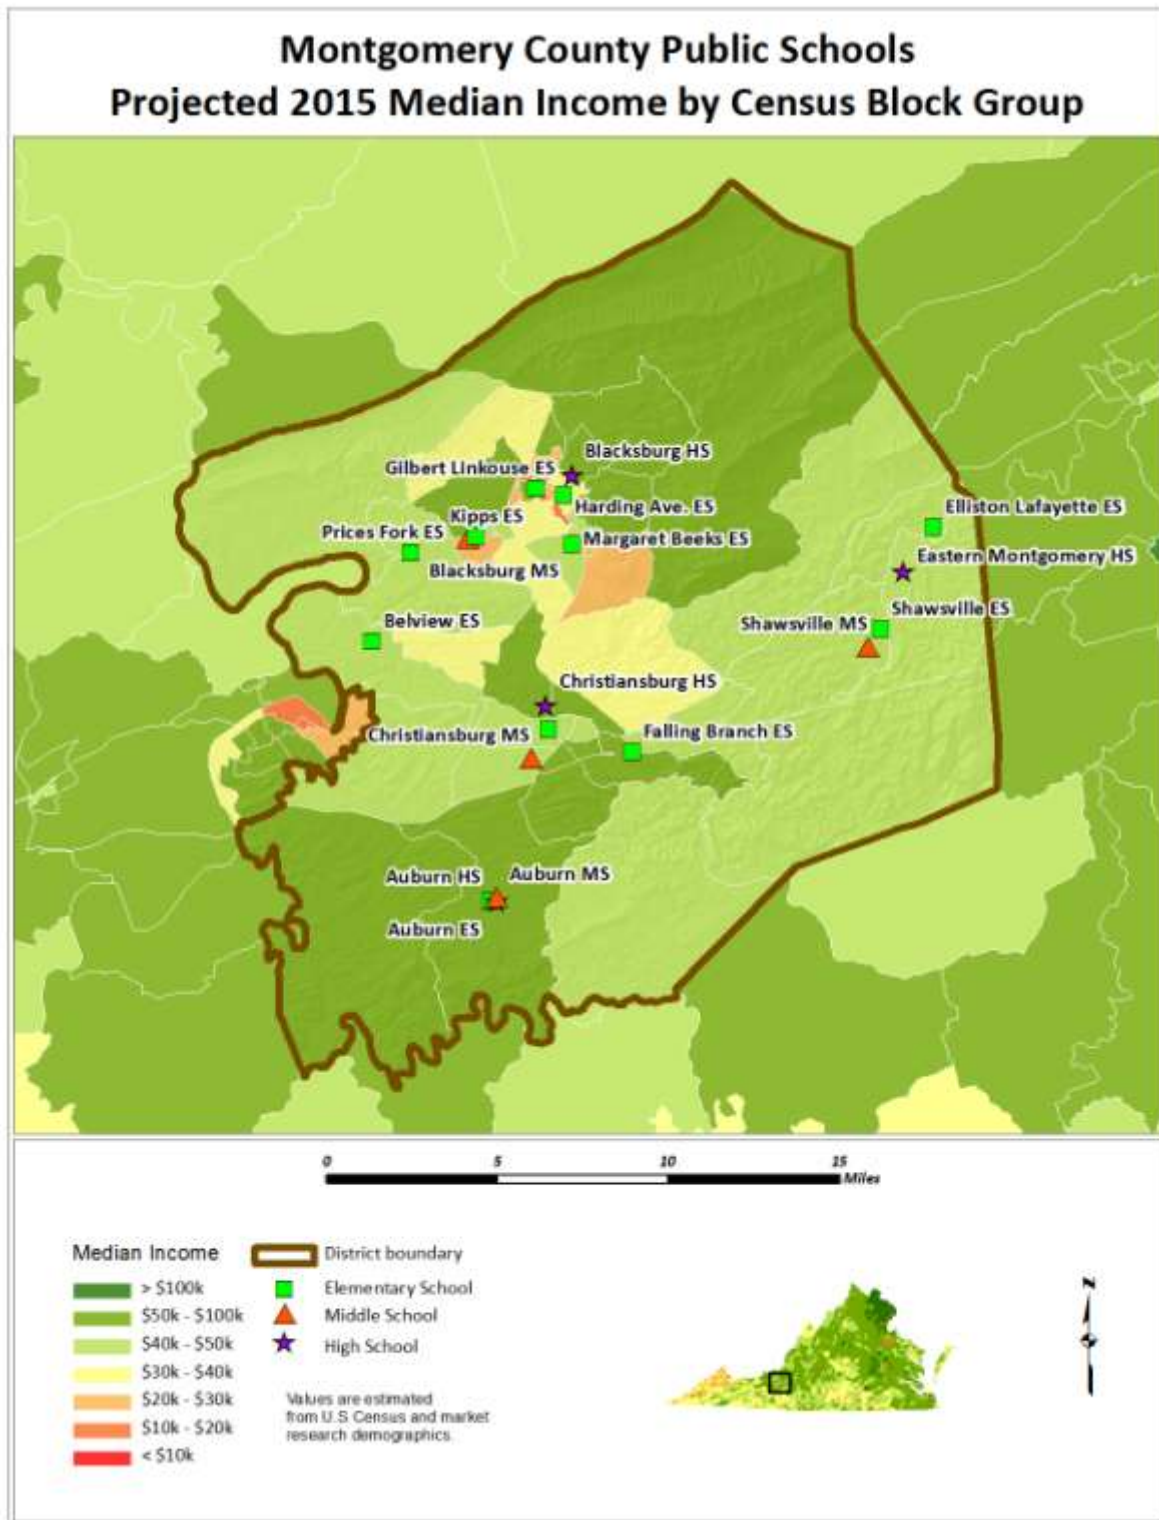 Montgomery County Public Schools
Projected 2015 Median Income by Census Block Group
Blacksburg HS
Gilbert Linkouse ES
Harding Ave. ES
Elliston Lafayette ES
Kipps ES
Prices Fork ES
Margaret Beeks ES
Eastern Montgomery HS
Blacksburg MS
Shawsville ES
Belview ES
Shawsville MS
Christiansburg HS
Christiansburg MS
Falling Branch ES
Auburn HS
Auburn MS
Auburn ES
0 5 10 15
Miles
Median Income
> $100k
$50k - $100k
$40k - $50k
$30k - $40k
$20k - $30k
$10k - $20k
< $10k
District boundary
Elementary School
Middle School
High School
Values are estimated
from U.S Census and market
research demographics.
N